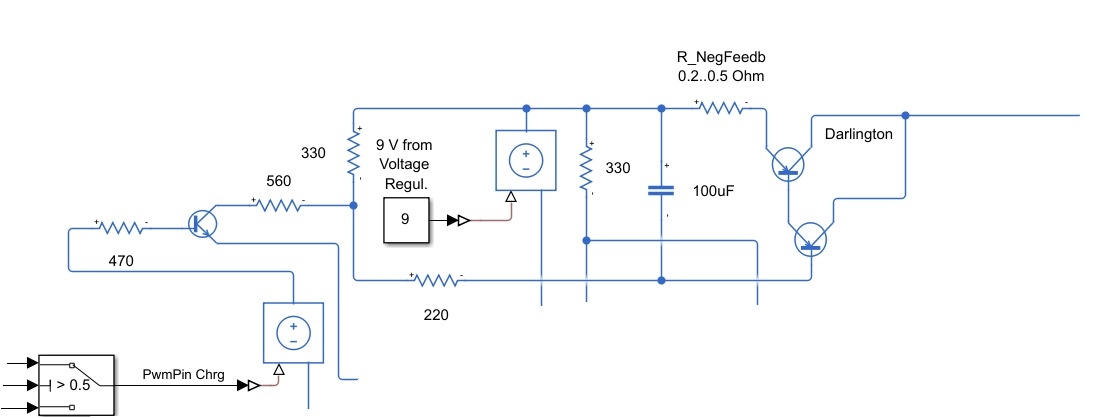 R_NegFeedb
0.2..0.5 Ohm
Darlington
330
9 V from
Voltage
Regul.
330
560
100uF
9
470
220
PwmPin Chrg
> 0.5